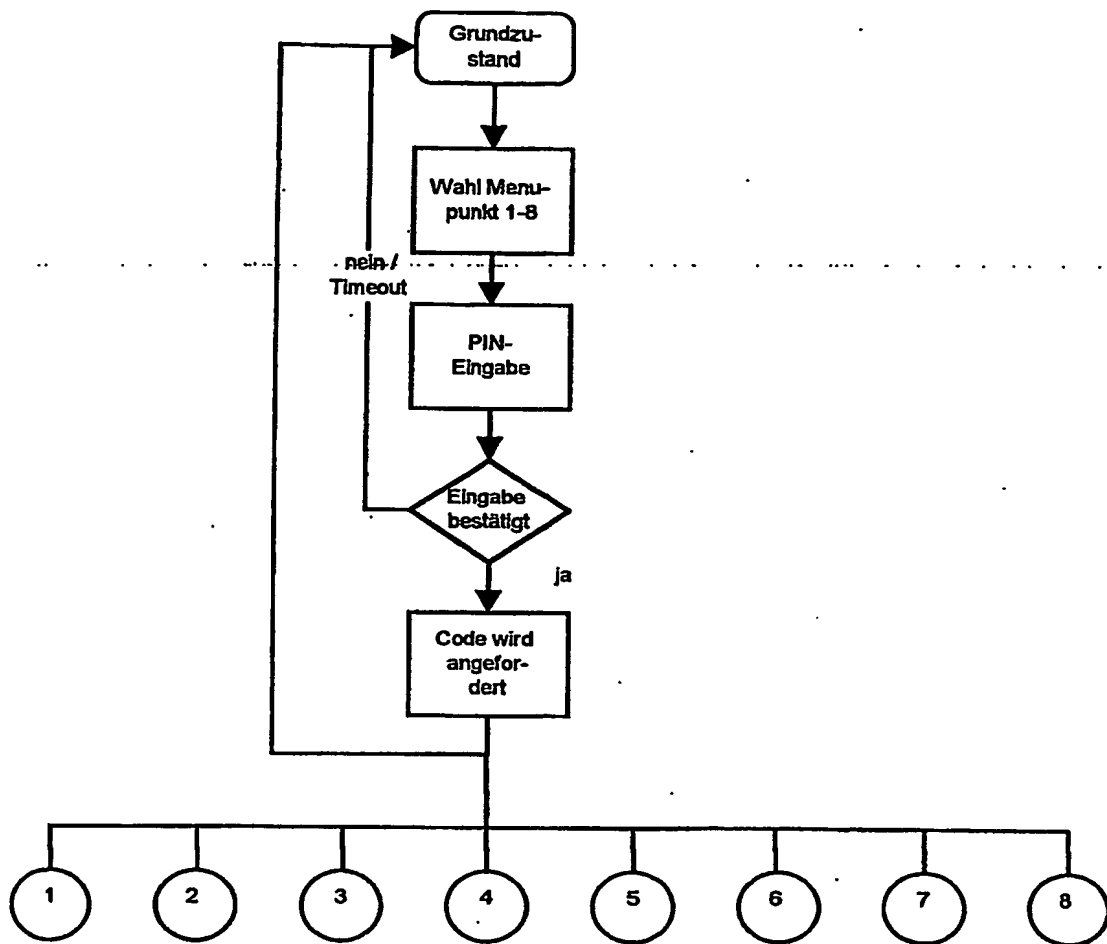 Grundzu-
stand
Wahl Menu-
punkt 1-8
nein /
Timeout
PIN-
Eingabe
Eingabe
bestätigt
ja
Code wird
angefor-
dert
1 2 3 4 5 6 7 8